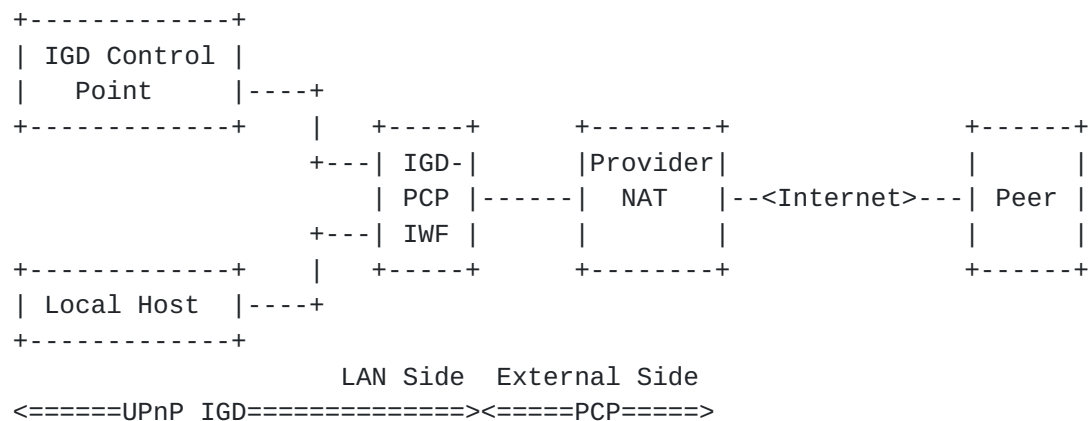 +-------------+
| IGD Control |
|   Point     |----+
+-------------+    |   +-----+      +--------+               +------+
                   +---| IGD-|      |Provider|               |      |
                       | PCP |------|  NAT   |--<Internet>---| Peer |
                   +---| IWF |      |        |               |      |
+-------------+    |   +-----+      +--------+               +------+
| Local Host  |----+
+-------------+
                     LAN Side  External Side
<======UPnP IGD==============><=====PCP=====>